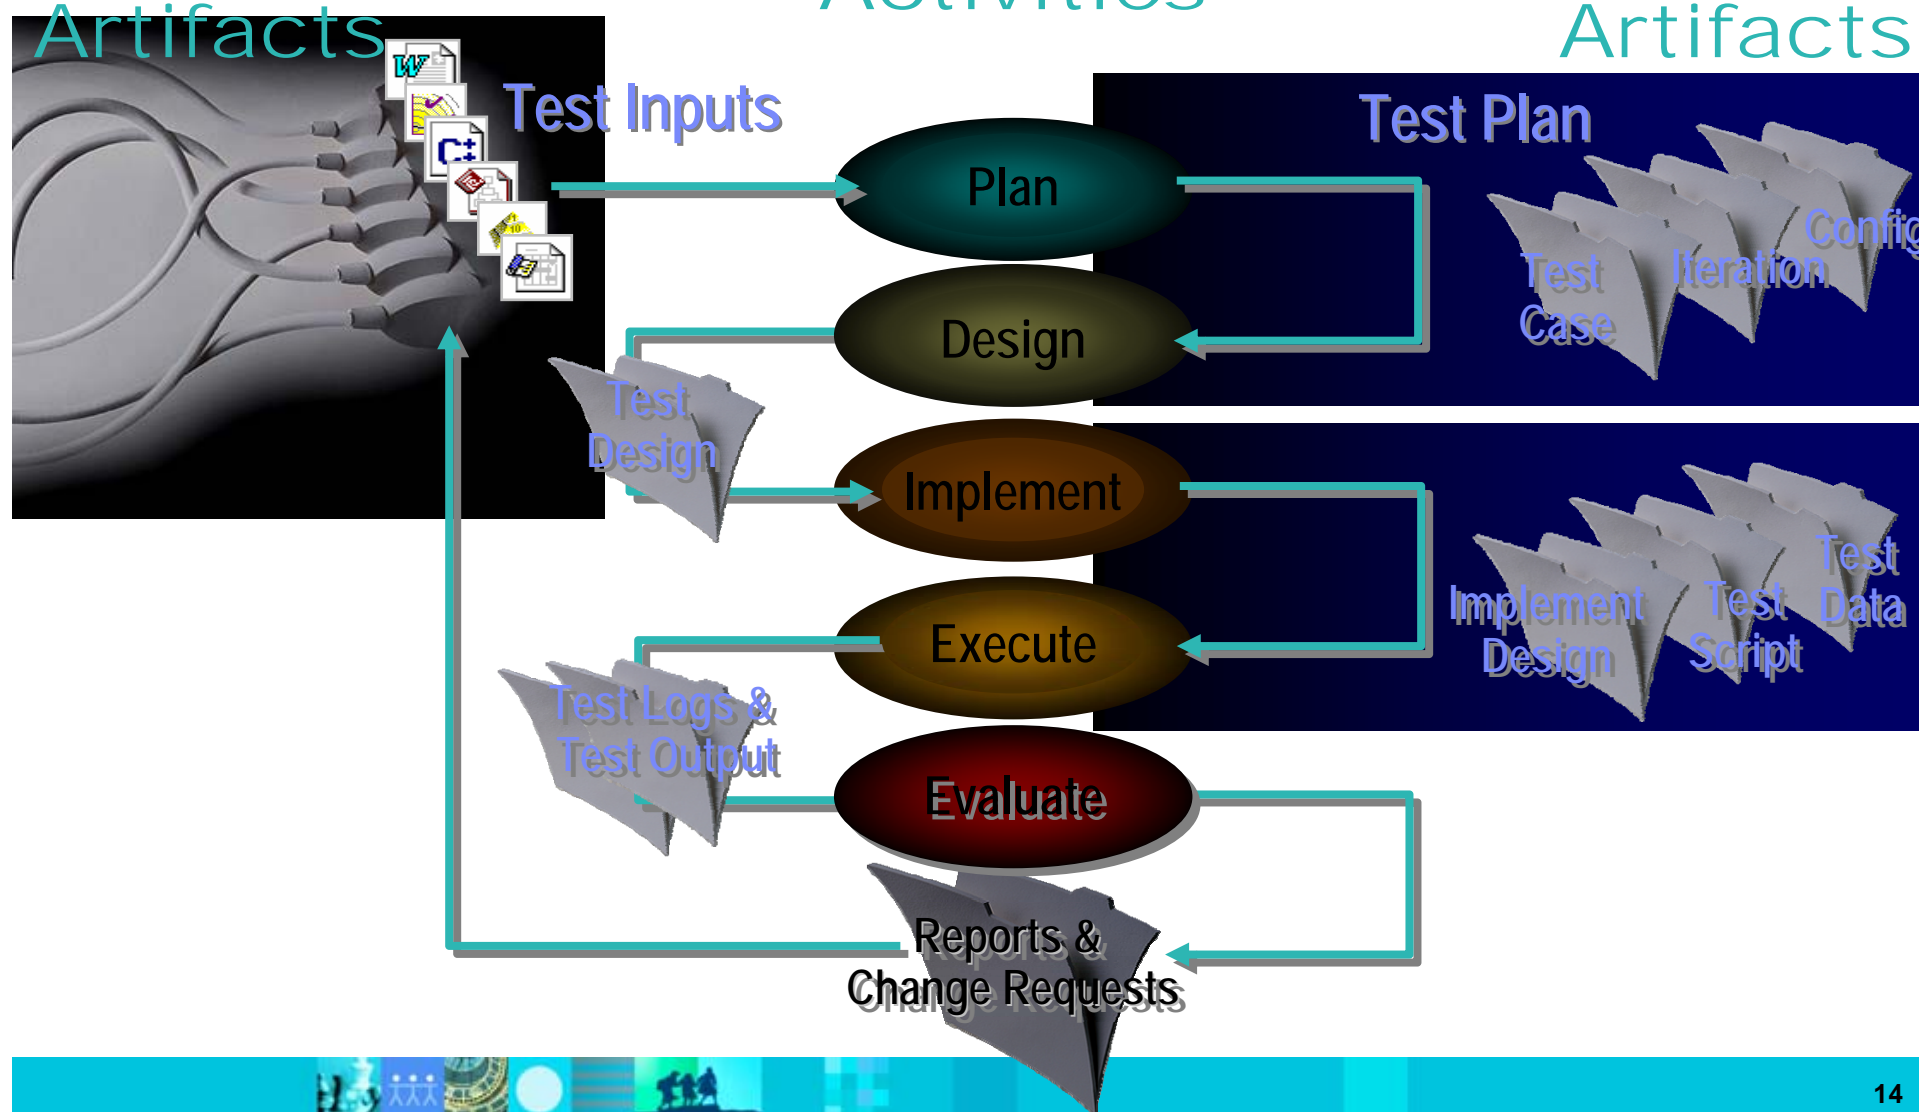 Artifacts
Activities
Artifacts
Test Inputs
Test Plan
Plan
Config
Iteration
Test
Case
Design
Test
Design
Implement
Test
Data
Test
Script
Implement
Design
Execute
Test Logs &
Test Output
Evaluate
Reports &
Change Requests
14